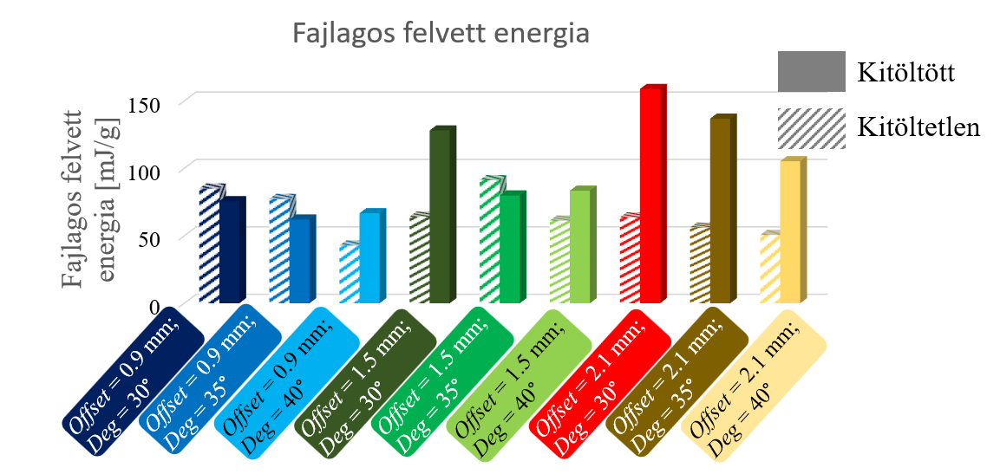 Fajlagos felvett energia
Kitöltött
Kitöltetlen
Fajlagos felvett
energia [mJ/g]
150
100
50
0
Offset = 0.9 mm;
Deg = 30°
Offset = 0.9 mm;
Deg = 35°
Offset = 0.9 mm;
Deg = 40°
Offset = 1.5 mm;
Deg = 30°
Offset = 1.5 mm;
Deg = 35°
Offset = 1.5 mm;
Deg = 40°
Offset = 2.1 mm;
Deg = 30°
Offset = 2.1 mm;
Deg = 35°
Offset = 2.1 mm;
Deg = 40°